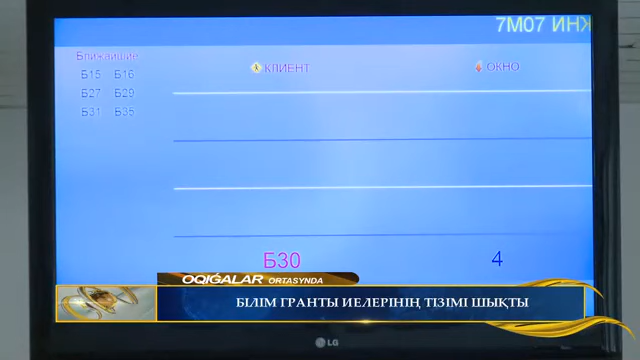 7М07 ИНЖ
Ближайшие
Б15 Б16
Б27 Б29
Б31 Б35
КЛИЕНТ
ОКНО
Б30
4
OQIǴALAR ORTASYNDA
БІЛІМ ГРАНТЫ ИЕЛЕРІНІҢ ТІЗІМІ ШЫҚТЫ
LG